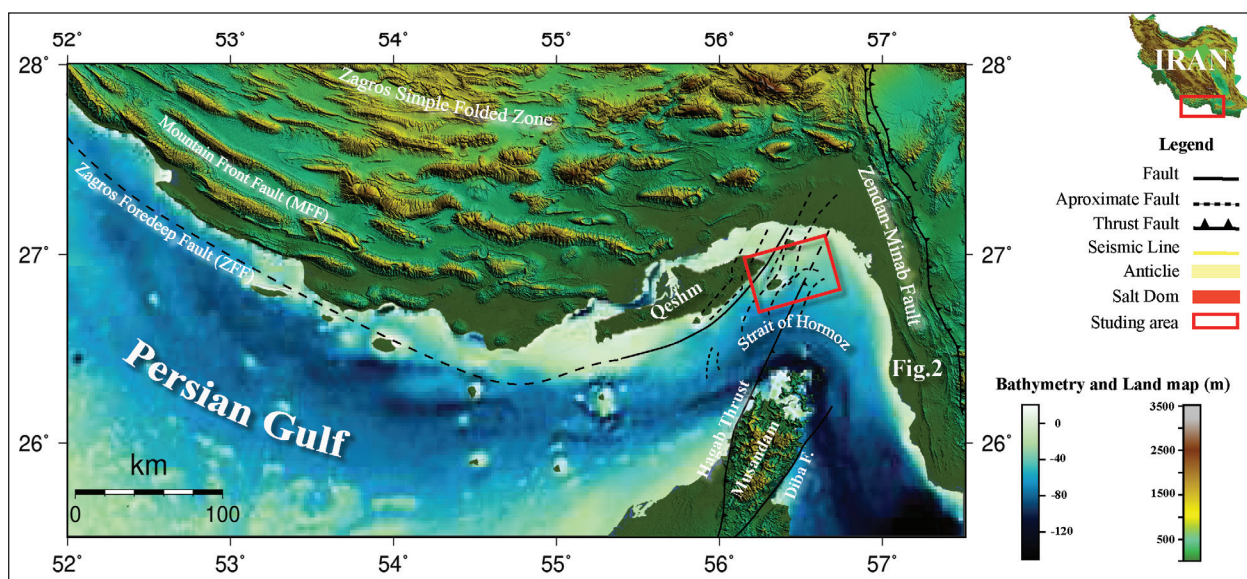 52° 53° 54° 55° 56° 57°
28° 28°
27° 27°
26° 26°
52° 53° 54° 55° 56° 57°
Zagros Simple Folded Zone
Mountain Front Fault (MFF)
Zagros Foredeep Fault (ZFF)
Zendan-Minab Fault
Qeshm
Strait of Hormoz
Fig.2
Persian Gulf
Hagab Thrust
Musandam
Diba F.
km
0 100
IRAN
Legend
Fault
Aproximate Fault
Thrust Fault
Seismic Line
Anticlie
Salt Dom
Studing area
Bathymetry and Land map (m)
0
-40
-80
-120
3500
2500
1500
500